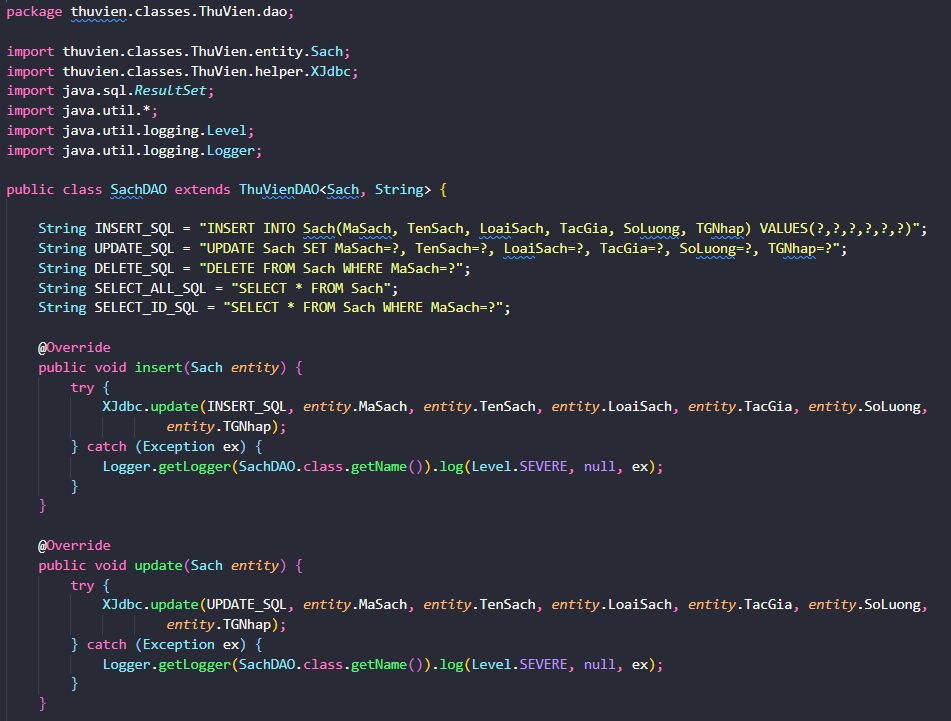 package thuvien.classes.ThuVien.dao;
import thuvien.classes.ThuVien.entity.Sach;
import thuvien.classes.ThuVien.helper.XJdbc;
import java.sql.ResultSet;
import java.util.*;
import java.util.logging.Level;
import java.util.logging.Logger;
public class SachDAO extends ThuVienDAO<Sach, String> {
String INSERT_SQL = "INSERT INTO Sach(MaSach, TenSach, LoaiSach, TacGia, SoLuong, TGNhap) VALUES(?,?,?,?,?,?)";
String UPDATE_SQL = "UPDATE Sach SET MaSach=?, TenSach=?, LoaiSach=?, TacGia=?, SoLuong=?, TGNhap=?";
String DELETE_SQL = "DELETE FROM Sach WHERE MaSach=?";
String SELECT_ALL_SQL = "SELECT * FROM Sach";
String SELECT_ID_SQL = "SELECT * FROM Sach WHERE MaSach=?";
@Override
public void insert(Sach entity) {
try {
XJdbc.update(INSERT_SQL, entity.MaSach, entity.TenSach, entity.LoaiSach, entity.TacGia, entity.SoLuong,
entity.TGNhap);
} catch (Exception ex) {
Logger.getLogger(SachDAO.class.getName()).log(Level.SEVERE, null, ex);
}
}
@Override
public void update(Sach entity) {
try {
XJdbc.update(UPDATE_SQL, entity.MaSach, entity.TenSach, entity.LoaiSach, entity.TacGia, entity.SoLuong,
entity.TGNhap);
} catch (Exception ex) {
Logger.getLogger(SachDAO.class.getName()).log(Level.SEVERE, null, ex);
}
}